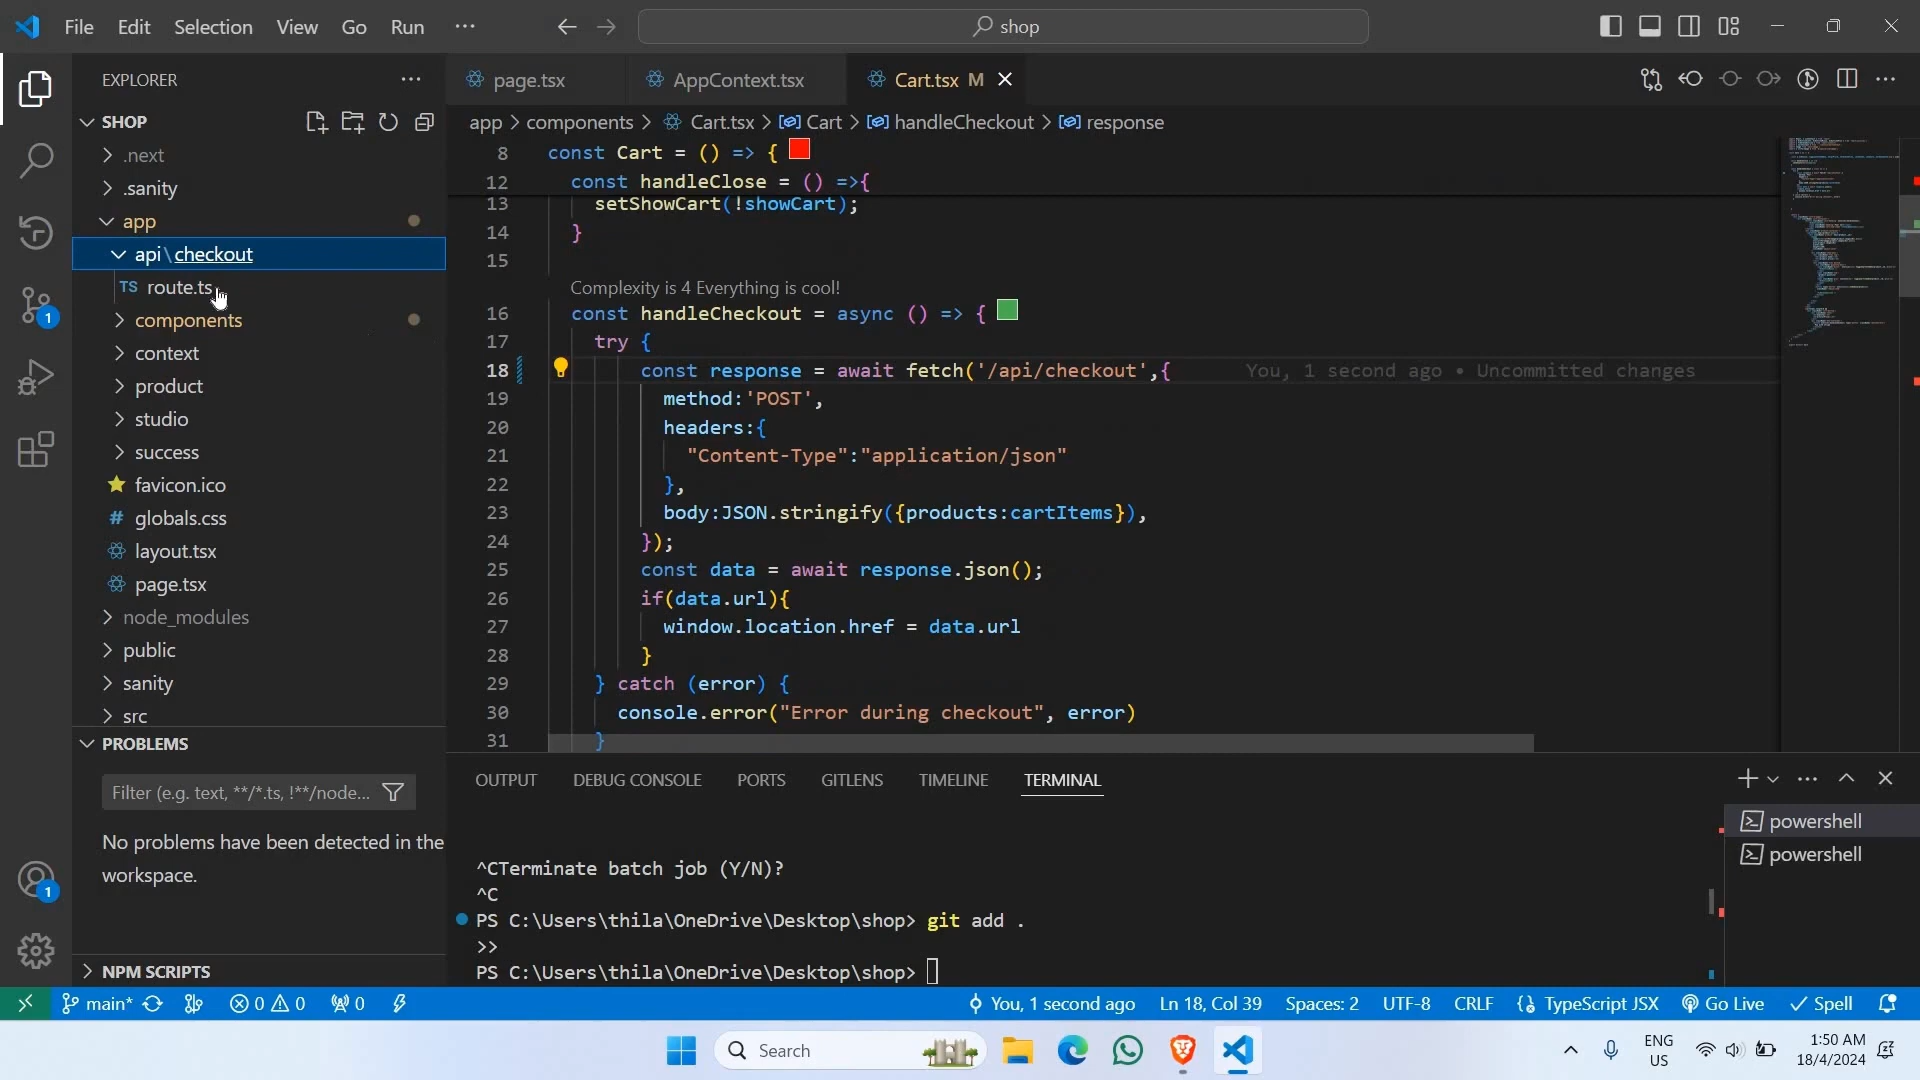 File Edit Selection View Go Run ··· shop
EXPLORER
SHOP
.next
.sanity
app
api\checkout
TS route.ts
components
context
product
studio
success
favicon.ico
# globals.css
layout.tsx
page.tsx
node_modules
public
sanity
src
PROBLEMS
Filter (e.g. text, **/*.ts, !**/node...
No problems have been detected in the
workspace.
NPM SCRIPTS
1
1
page.tsx AppContext.tsx Cart.tsx M
app > components > Cart.tsx > Cart > handleCheckout > response
8 const Cart = () => {
12 const handleClose = () =>{
13 setShowCart(!showCart);
14 }
15
Complexity is 4 Everything is cool!
16 const handleCheckout = async () => {
17 try {
18 const response = await fetch('/api/checkout',{ You, 1 second ago • Uncommitted changes
19 method:'POST',
20 headers:{
21 "Content-Type":"application/json"
22 },
23 body:JSON.stringify({products:cartItems}),
24 });
25 const data = await response.json();
26 if(data.url){
27 window.location.href = data.url
28 }
29 } catch (error) {
30 console.error("Error during checkout", error)
31 }
OUTPUT DEBUG CONSOLE PORTS GITLENS TIMELINE TERMINAL
powershell
powershell
^CTerminate batch job (Y/N)?
^C
PS C:\Users\thila\OneDrive\Desktop\shop> git add .
>>
PS C:\Users\thila\OneDrive\Desktop\shop>
main* 0 0 0 You, 1 second ago Ln 18, Col 39 Spaces: 2 UTF-8 CRLF TypeScript JSX Go Live Spell
Search
ENG
US
1:50 AM
18/4/2024